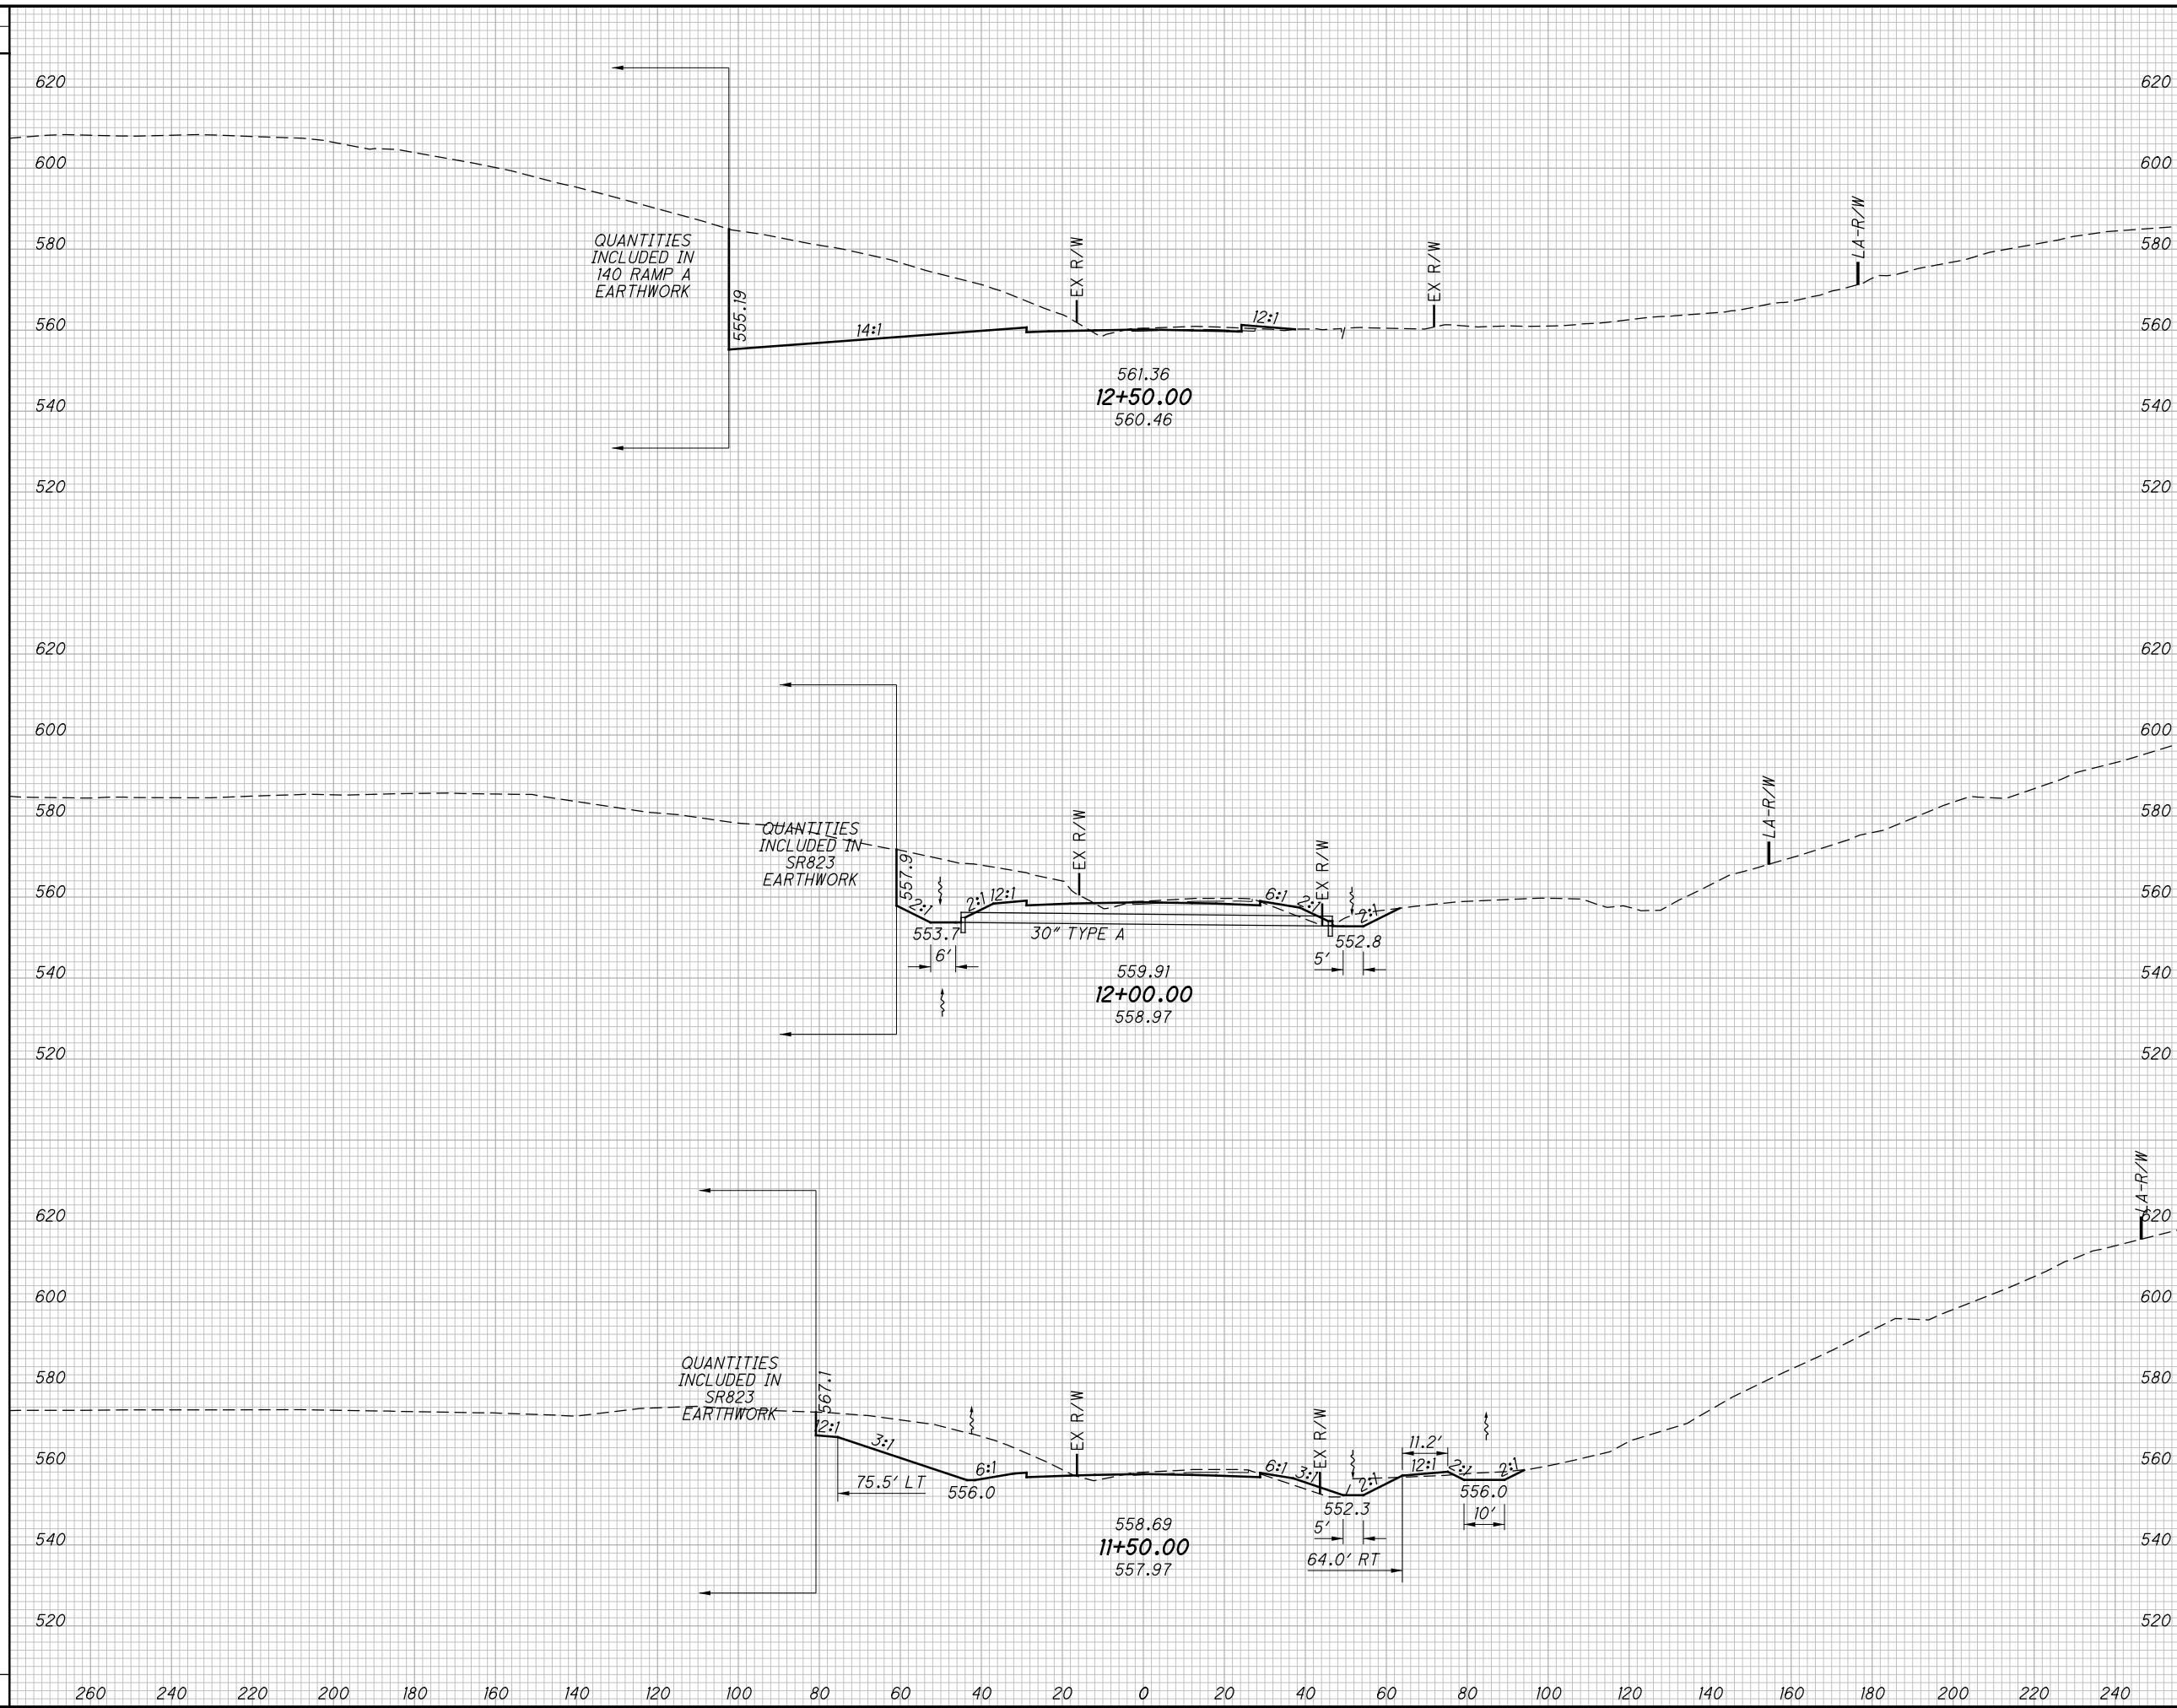 620 620
600 600
LA-R/W
QUANTITIES
INCLUDED IN
140 RAMP A
EARTHWORK
580 580
EX R/W
EX R/W
555.19
560 560
14:1
12:1
561.36
12+50.00
560.46
540 540
520 520
620 620
600 600
LA-R/W
580 580
QUANTITIES
INCLUDED IN
SR823
EARTHWORK
EX R/W
EX R/W
557.9
560 560
2:1
2:1
12:1
6:1
2:1
2:1
553.7
30" TYPE A
552.8
6'
5'
559.91
12+00.00
558.97
540 540
520 520
LA-R/W
620 620
600 600
580 580
QUANTITIES
INCLUDED IN
SR823
EARTHWORK
567.1
EX R/W
EX R/W
560 560
12:1
3:1
6:1
6:1
3:1
2:1
11.2'
12:1
2:1
2:1
75.5' LT
556.0
552.3
556.0
5'
10'
558.69
11+50.00
557.97
64.0' RT
540 540
520 520
260 240 220 200 180 160 140 120 100 80 60 40 20 0 20 40 60 80 100 120 140 160 180 200 220 240